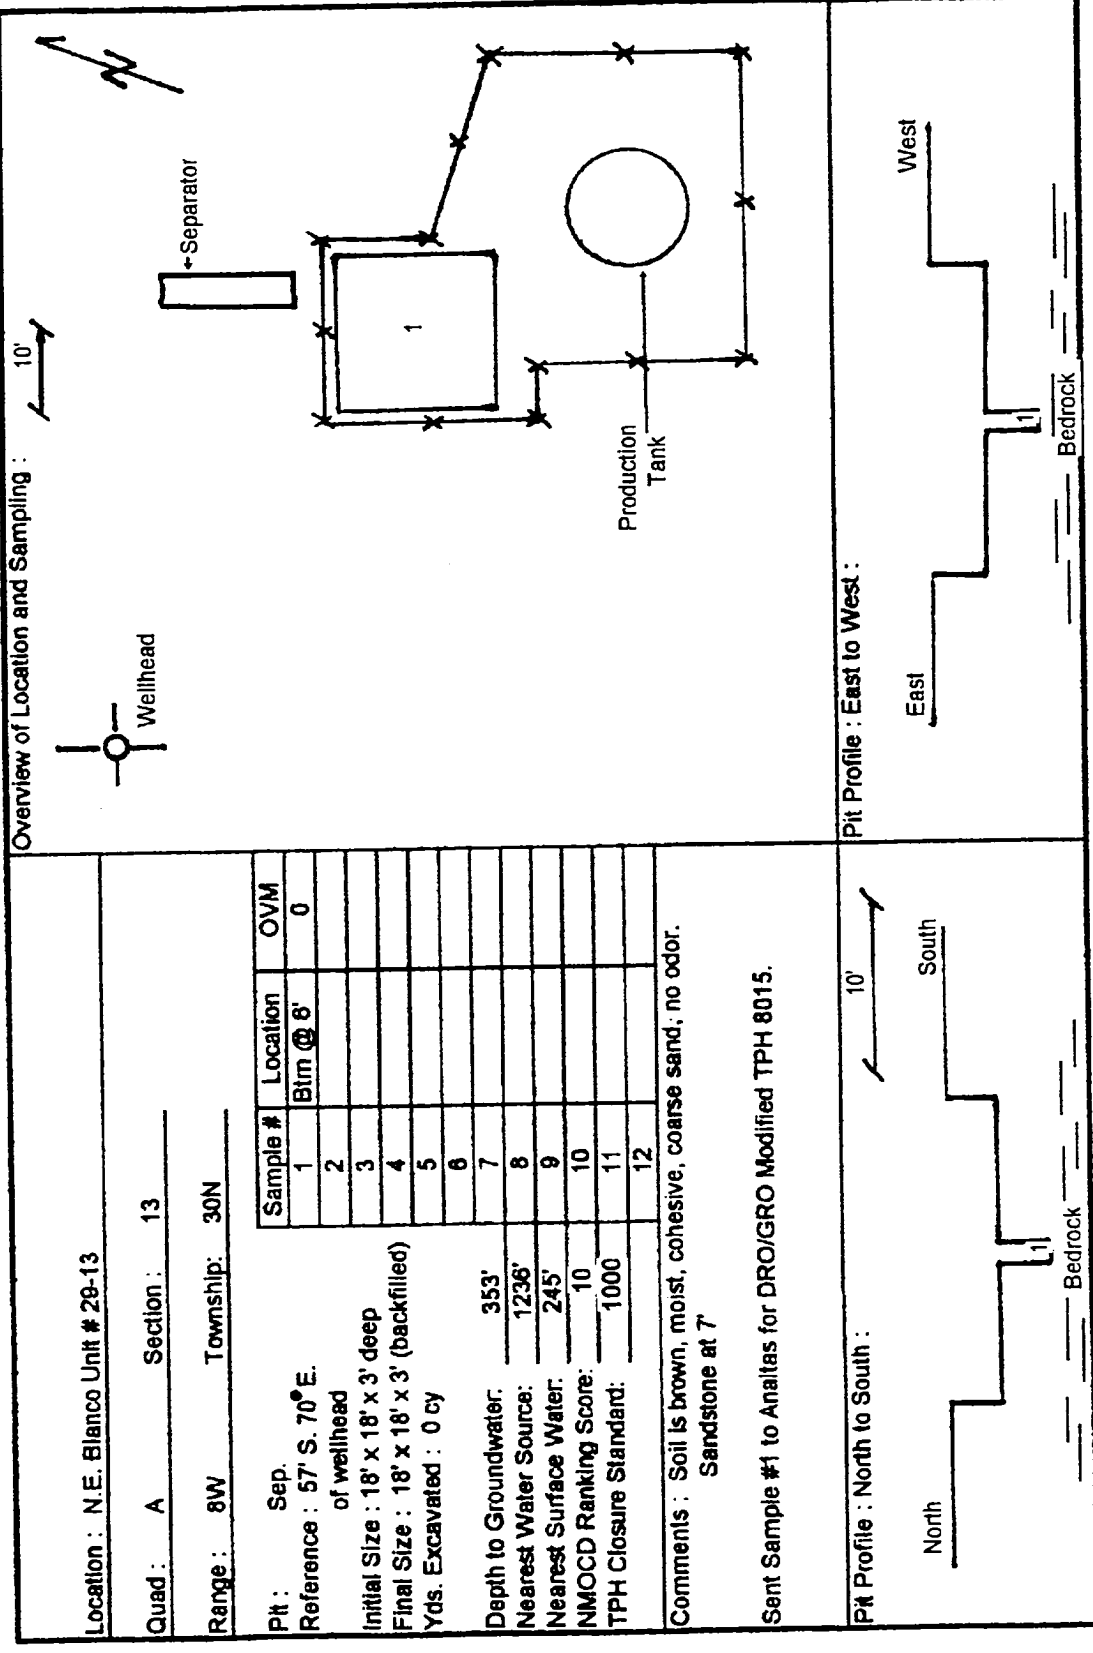 Location : N.E. Blanco Unit # 29-13
Quad : A Section : 13
Range : 8W Township: 30N
Pit : Sep.
Reference : 57' S. 70° E.
of wellhead
Initial Size : 18' x 18' x 3' deep
Final Size : 18' x 18' x 3' (backfilled)
Yds. Excavated : 0 cy
Depth to Groundwater: 353'
Nearest Water Source: 1236'
Nearest Surface Water: 245'
NMOCD Ranking Score: 10
TPH Closure Standard: 1000
Sample # Location OVM
1 Btm @ 8' 0
2
3
4
5
6
7
8
9
10
11
12
Comments : Soil is brown, moist, cohesive, coarse sand; no odor.
Sandstone at 7'
Sent Sample #1 to Analtas for DRO/GRO Modified TPH 8015.
Overview of Location and Sampling :
10'
N
Wellhead
Separator
1
Production
Tank
Pit Profile : North to South :
10'
North
South
1
Bedrock
Pit Profile : East to West :
East
West
1
Bedrock